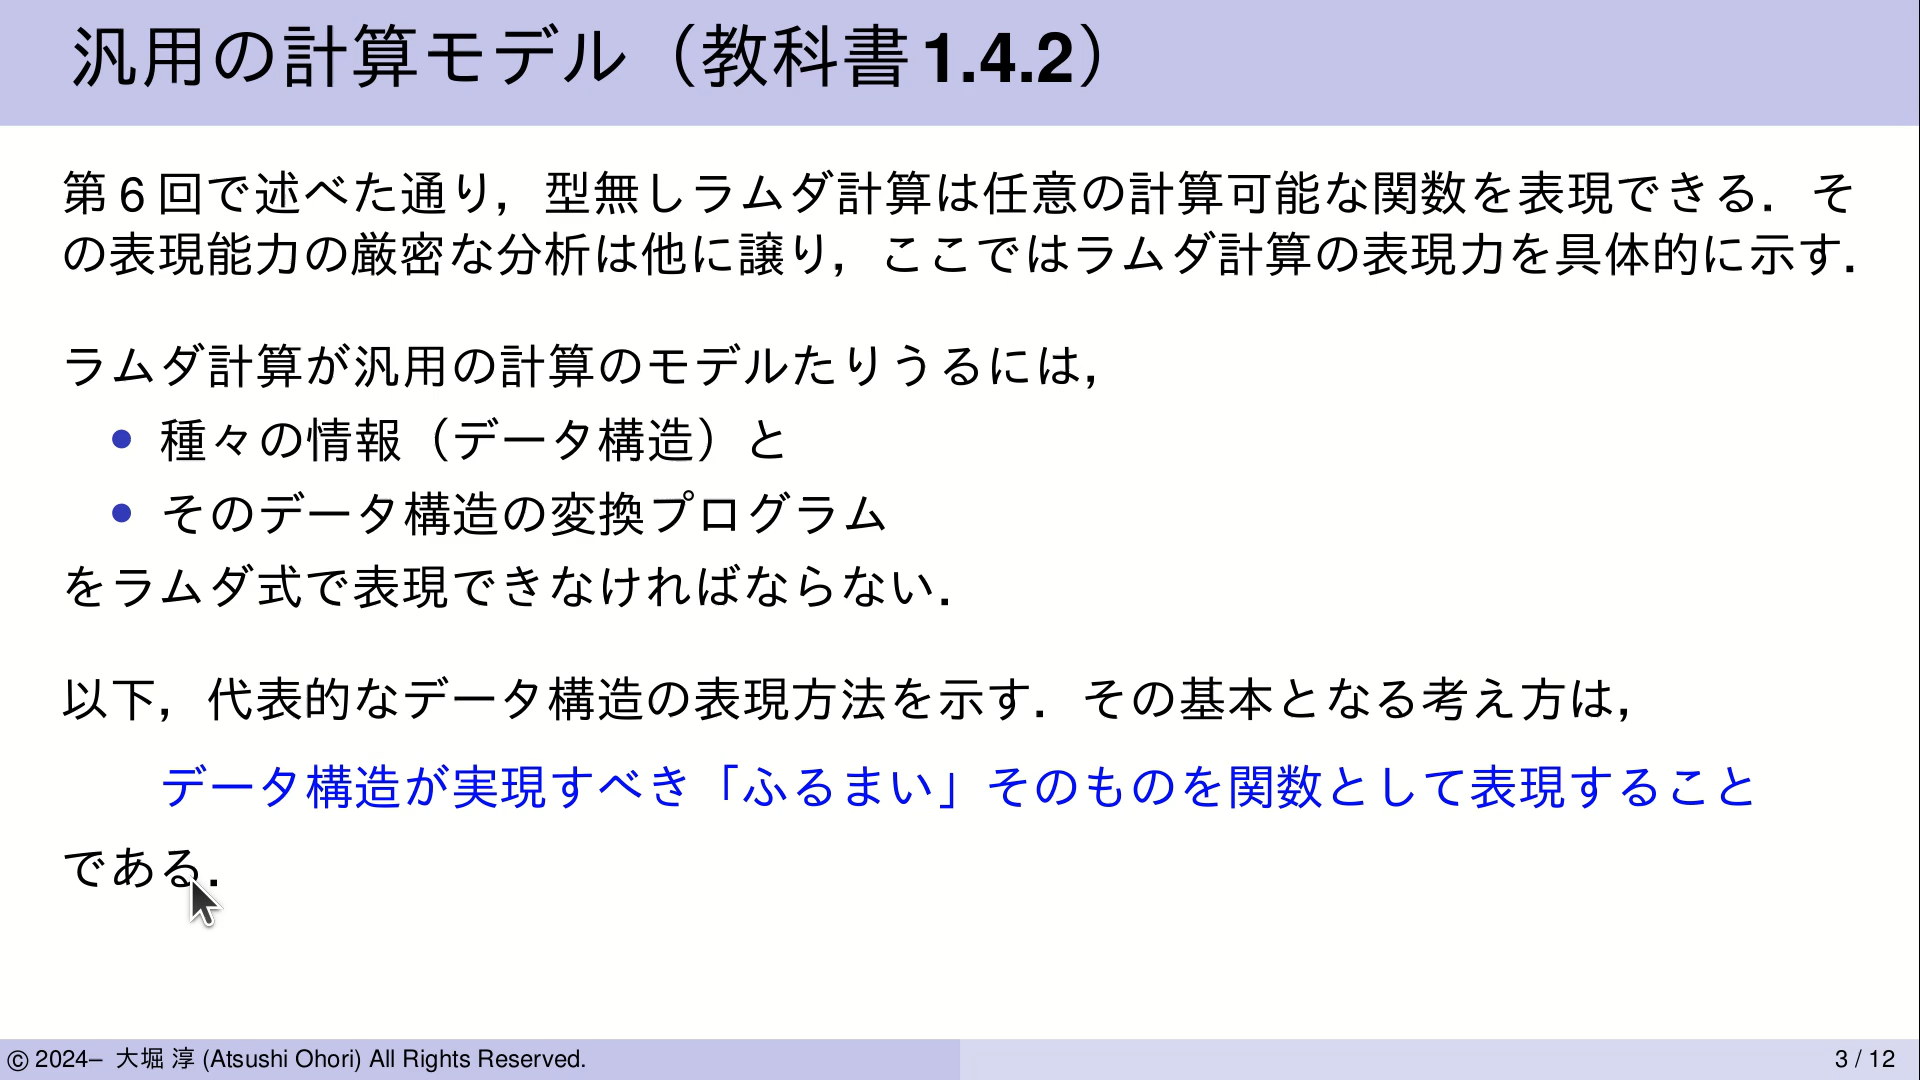 汎用の計算モデル（教科書 1.4.2）
第 6 回で述べた通り，型無しラムダ計算は任意の計算可能な関数を表現できる．そ
の表現能力の厳密な分析は他に譲り，ここではラムダ計算の表現力を具体的に示す．
ラムダ計算が汎用の計算のモデルたりうるには，
• 種々の情報（データ構造）と
• そのデータ構造の変換プログラム
をラムダ式で表現できなければならない．
以下，代表的なデータ構造の表現方法を示す．その基本となる考え方は，
データ構造が実現すべき「ふるまい」そのものを関数として表現すること
である．
© 2024– 大堀 淳 (Atsushi Ohori) All Rights Reserved.
3 / 12